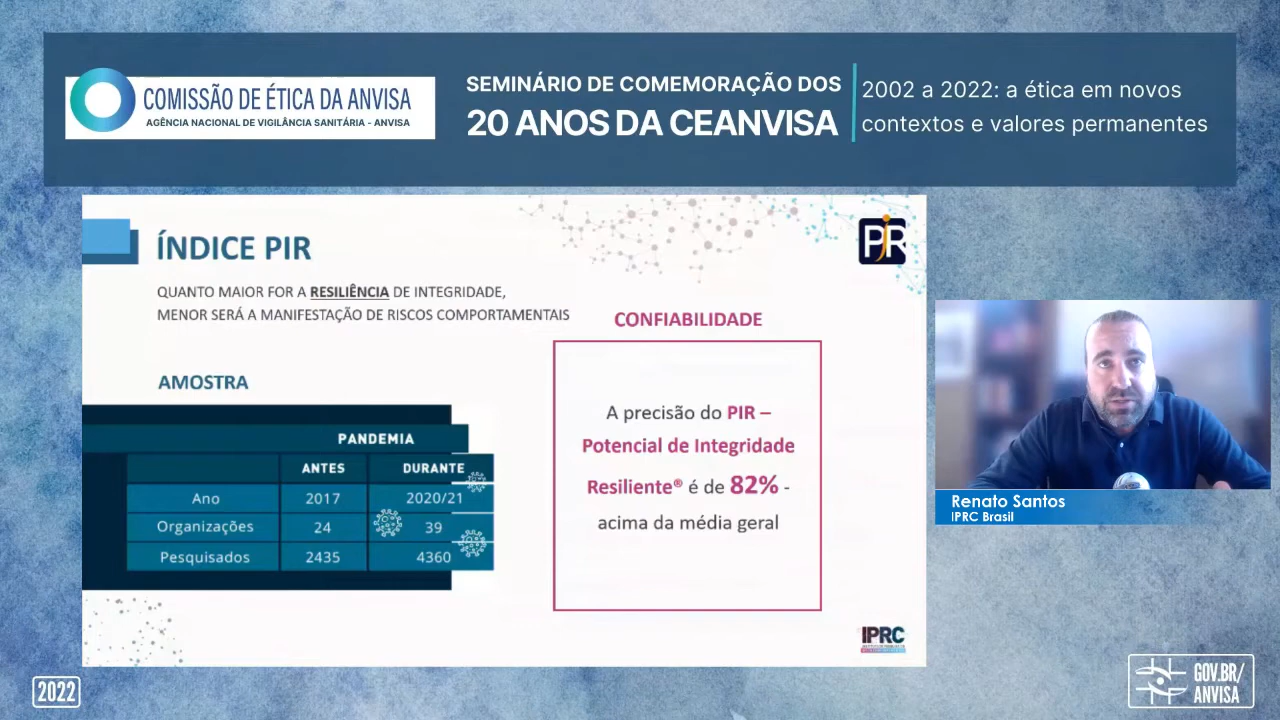 COMISSÃO DE ÉTICA DA ANVISA
AGÊNCIA NACIONAL DE VIGILÂNCIA SANITÁRIA - ANVISA
SEMINÁRIO DE COMEMORAÇÃO DOS
20 ANOS DA CEANVISA
2002 a 2022: a ética em novos
contextos e valores permanentes
ÍNDICE PIR
PIR
QUANTO MAIOR FOR A RESILIÊNCIA DE INTEGRIDADE,
MENOR SERÁ A MANIFESTAÇÃO DE RISCOS COMPORTAMENTAIS
AMOSTRA
PANDEMIA
ANTES DURANTE
Ano 2017 2020/21
Organizações 24 39
Pesquisados 2435 4360
CONFIABILIDADE
A precisão do PIR –
Potencial de Integridade
Resiliente® é de 82% -
acima da média geral
IPRC
Renato Santos
IPRC Brasil
2022
GOV.BR/
ANVISA